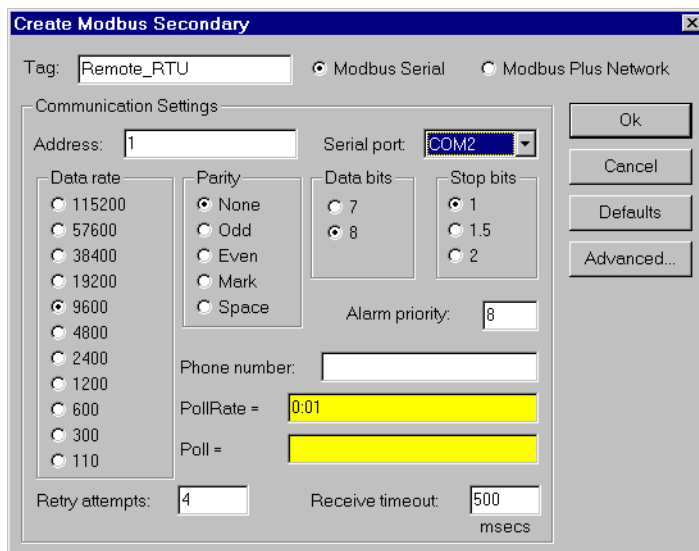 Create Modbus Secondary
Tag: Remote_RTU Modbus Serial Modbus Plus Network
Communication Settings
Ok
Address: 1 Serial port: COM2
Cancel
Data rate Parity Data bits Stop bits
115200 None 7 1
Defaults
57600 Odd 8 1.5
38400 Even 2
Advanced...
19200 Mark
9600 Space Alarm priority: 8
4800
2400 Phone number:
1200
600 PollRate = 0:01
300
110 Poll =
Retry attempts: 4 Receive timeout: 500
msecs